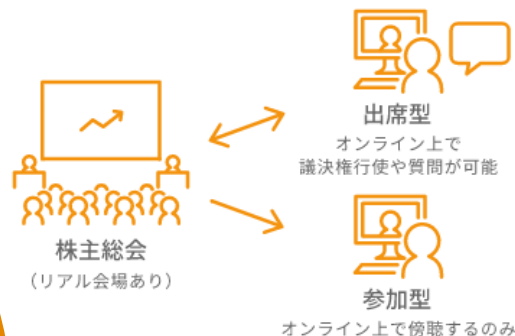 出席型
オンライン上で
議決権行使や質問が可能
株主総会
（リアル会場あり）
参加型
オンライン上で傍聴するのみ